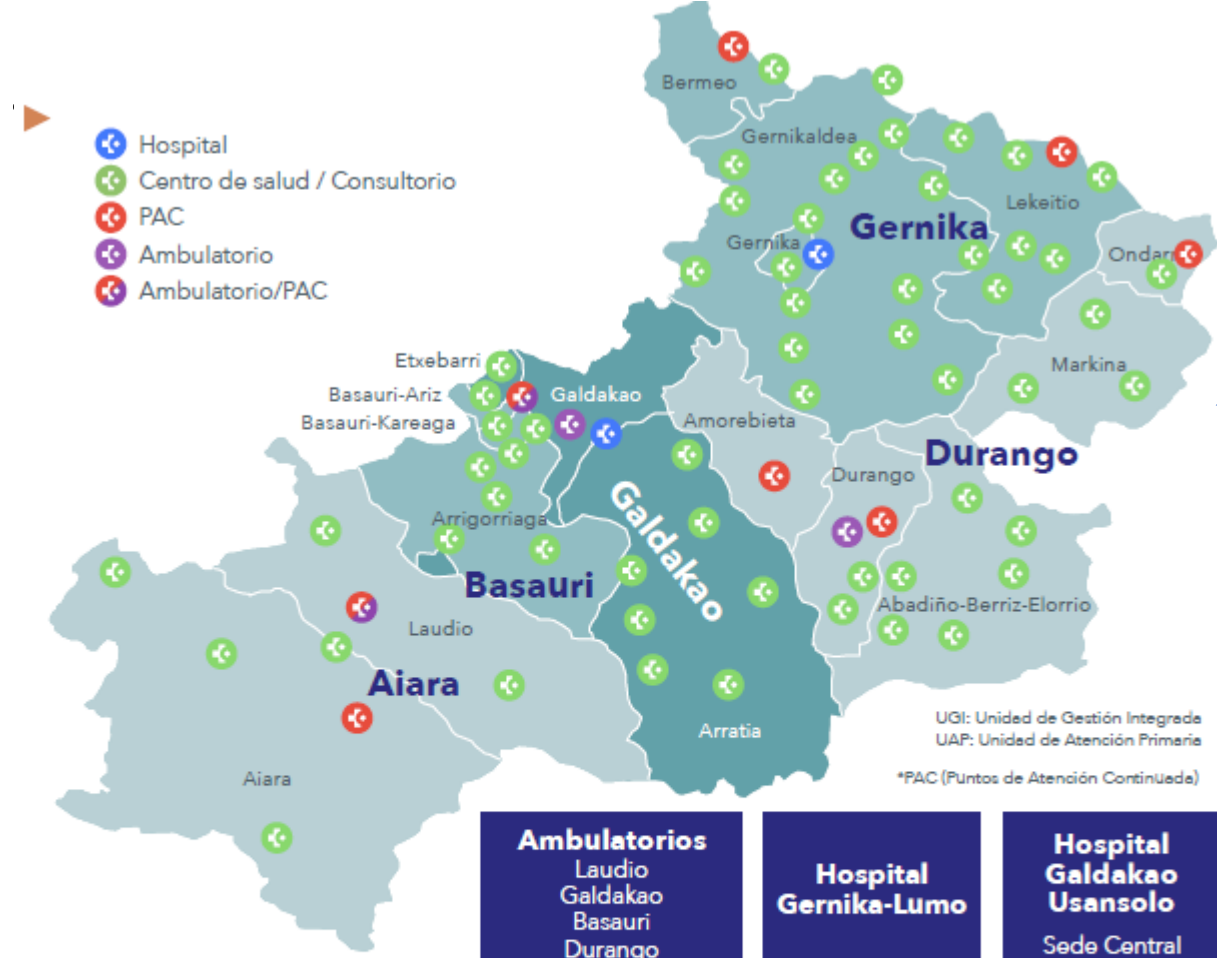 Bermeo
Hospital
Centro de salud / Consultorio
PAC
Ambulatorio
Ambulatorio/PAC
Gernikaldea
Lekeitio
Gernika
Gernika
Etxebarri
Basauri-Ariz
Basauri-Kareaga
Galdakao
Markina
Amorebieta
Durango
Durango
Galdakao
Arrigorriaga
Basauri
Abadiño-Berriz-Elorrio
Laudio
Aiara
Arratia
Aiara
UGI: Unidad de Gestión Integrada
UAP: Unidad de Atención Primaria
*PAC (Puntos de Atención Continuada)
Ambulatorios
Laudio
Galdakao
Basauri
Durango
Hospital
Gernika-Lumo
Hospital
Galdakao
Usansolo
Sede Central